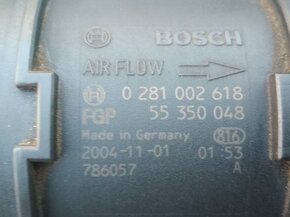 BOSCH
AIR FLOW
0 281 002 618
FGP 55 350 048
Made in Germany 816
2004-11-01 01:53
786057 A